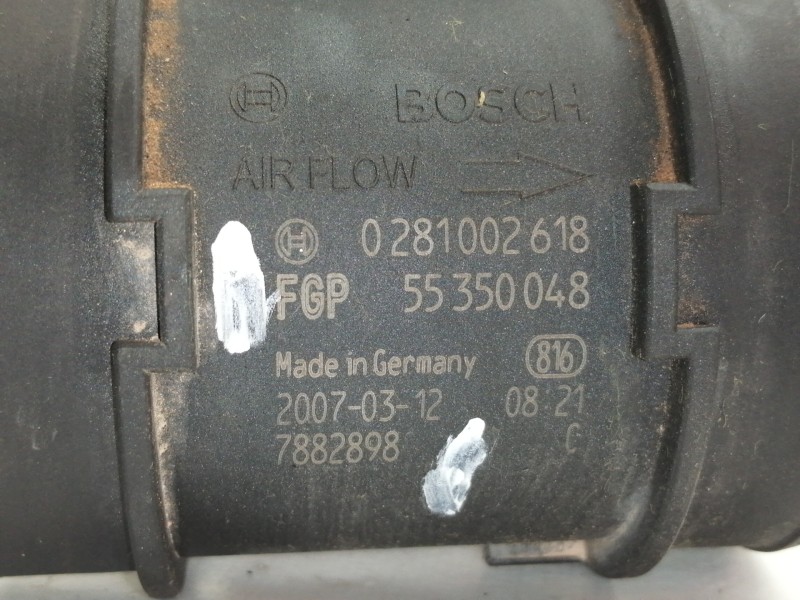 BOSCH
AIR FLOW
0 281 002 618
FGP 55 350 048
Made in Germany 816
2007-03-12 08 21
7882898 C